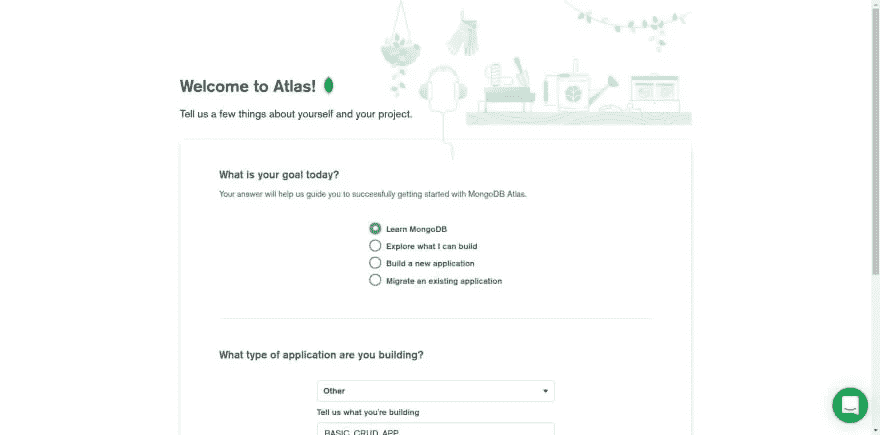 Welcome to Atlas!
Tell us a few things about yourself and your project.
What is your goal today?
Your answer will help us guide you to successfully getting started with MongoDB Atlas.
Learn MongoDB
Explore what I can build
Build a new application
Migrate an existing application
What type of application are you building?
Other
Tell us what you're building
BASIC CRUD APP